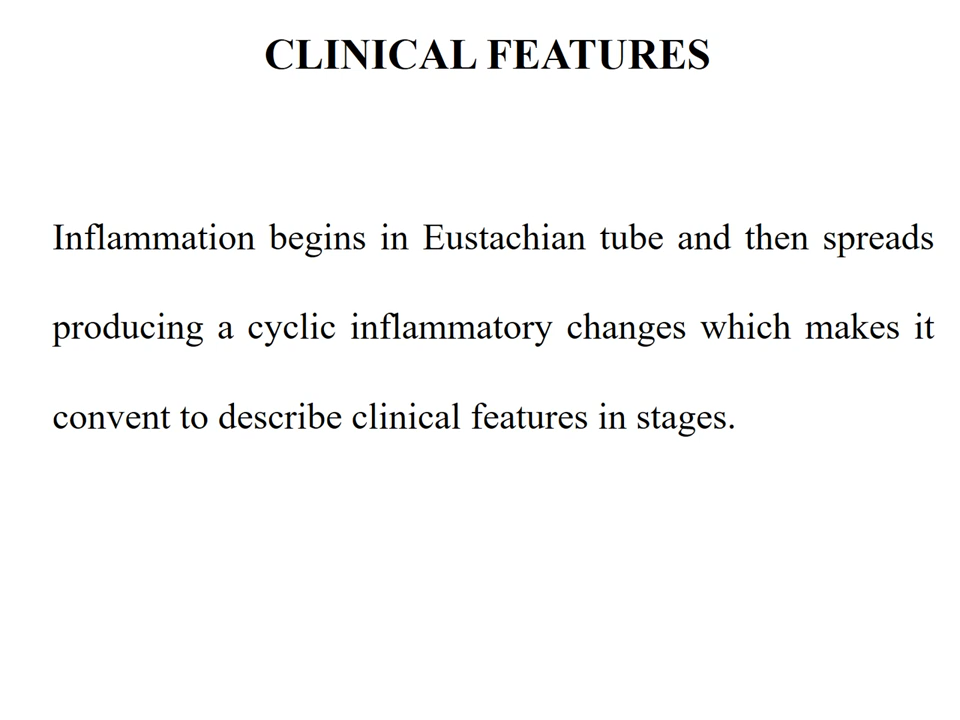 CLINICAL FEATURES
Inflammation begins in Eustachian tube and then spreads
producing a cyclic inflammatory changes which makes it
convent to describe clinical features in stages.